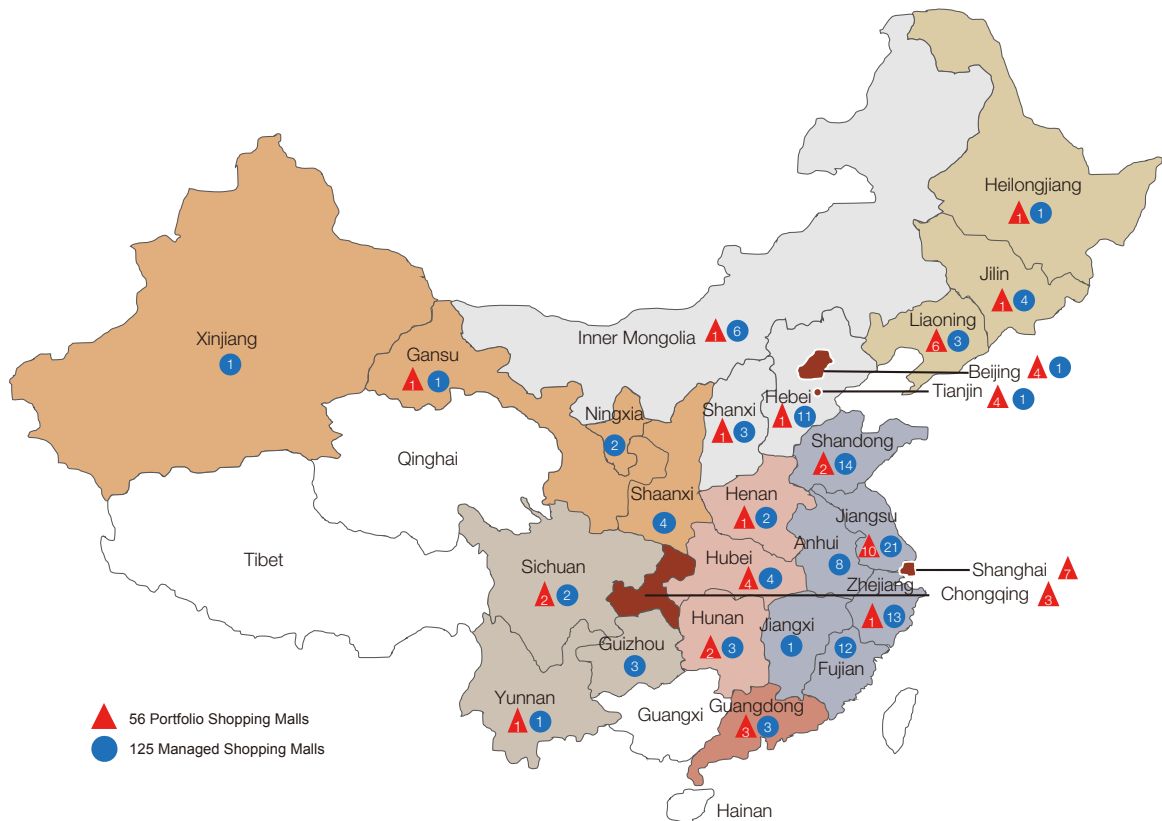 Heilongjiang
1 1
Jilin
1 4
Liaoning
6 3
Inner Mongolia 1 6
Xinjiang
1
Gansu
1 1
Beijing 4 1
Tianjin 4 1
Hebei
1 11
Shanxi
1 3
Ningxia
2
Shandong
2 14
Qinghai
Shaanxi
4
Henan
1 2
Jiangsu
10 21
Anhui
8
Tibet
Sichuan
2 2
Hubei
4 4
Shanghai 7
Chongqing 3
Zhejiang
1 13
Hunan
2 3
Jiangxi
1
12
Fujian
Guizhou
3
Yunnan
1 1
Guangxi
Guangdong
3 3
56 Portfolio Shopping Malls
125 Managed Shopping Malls
Hainan